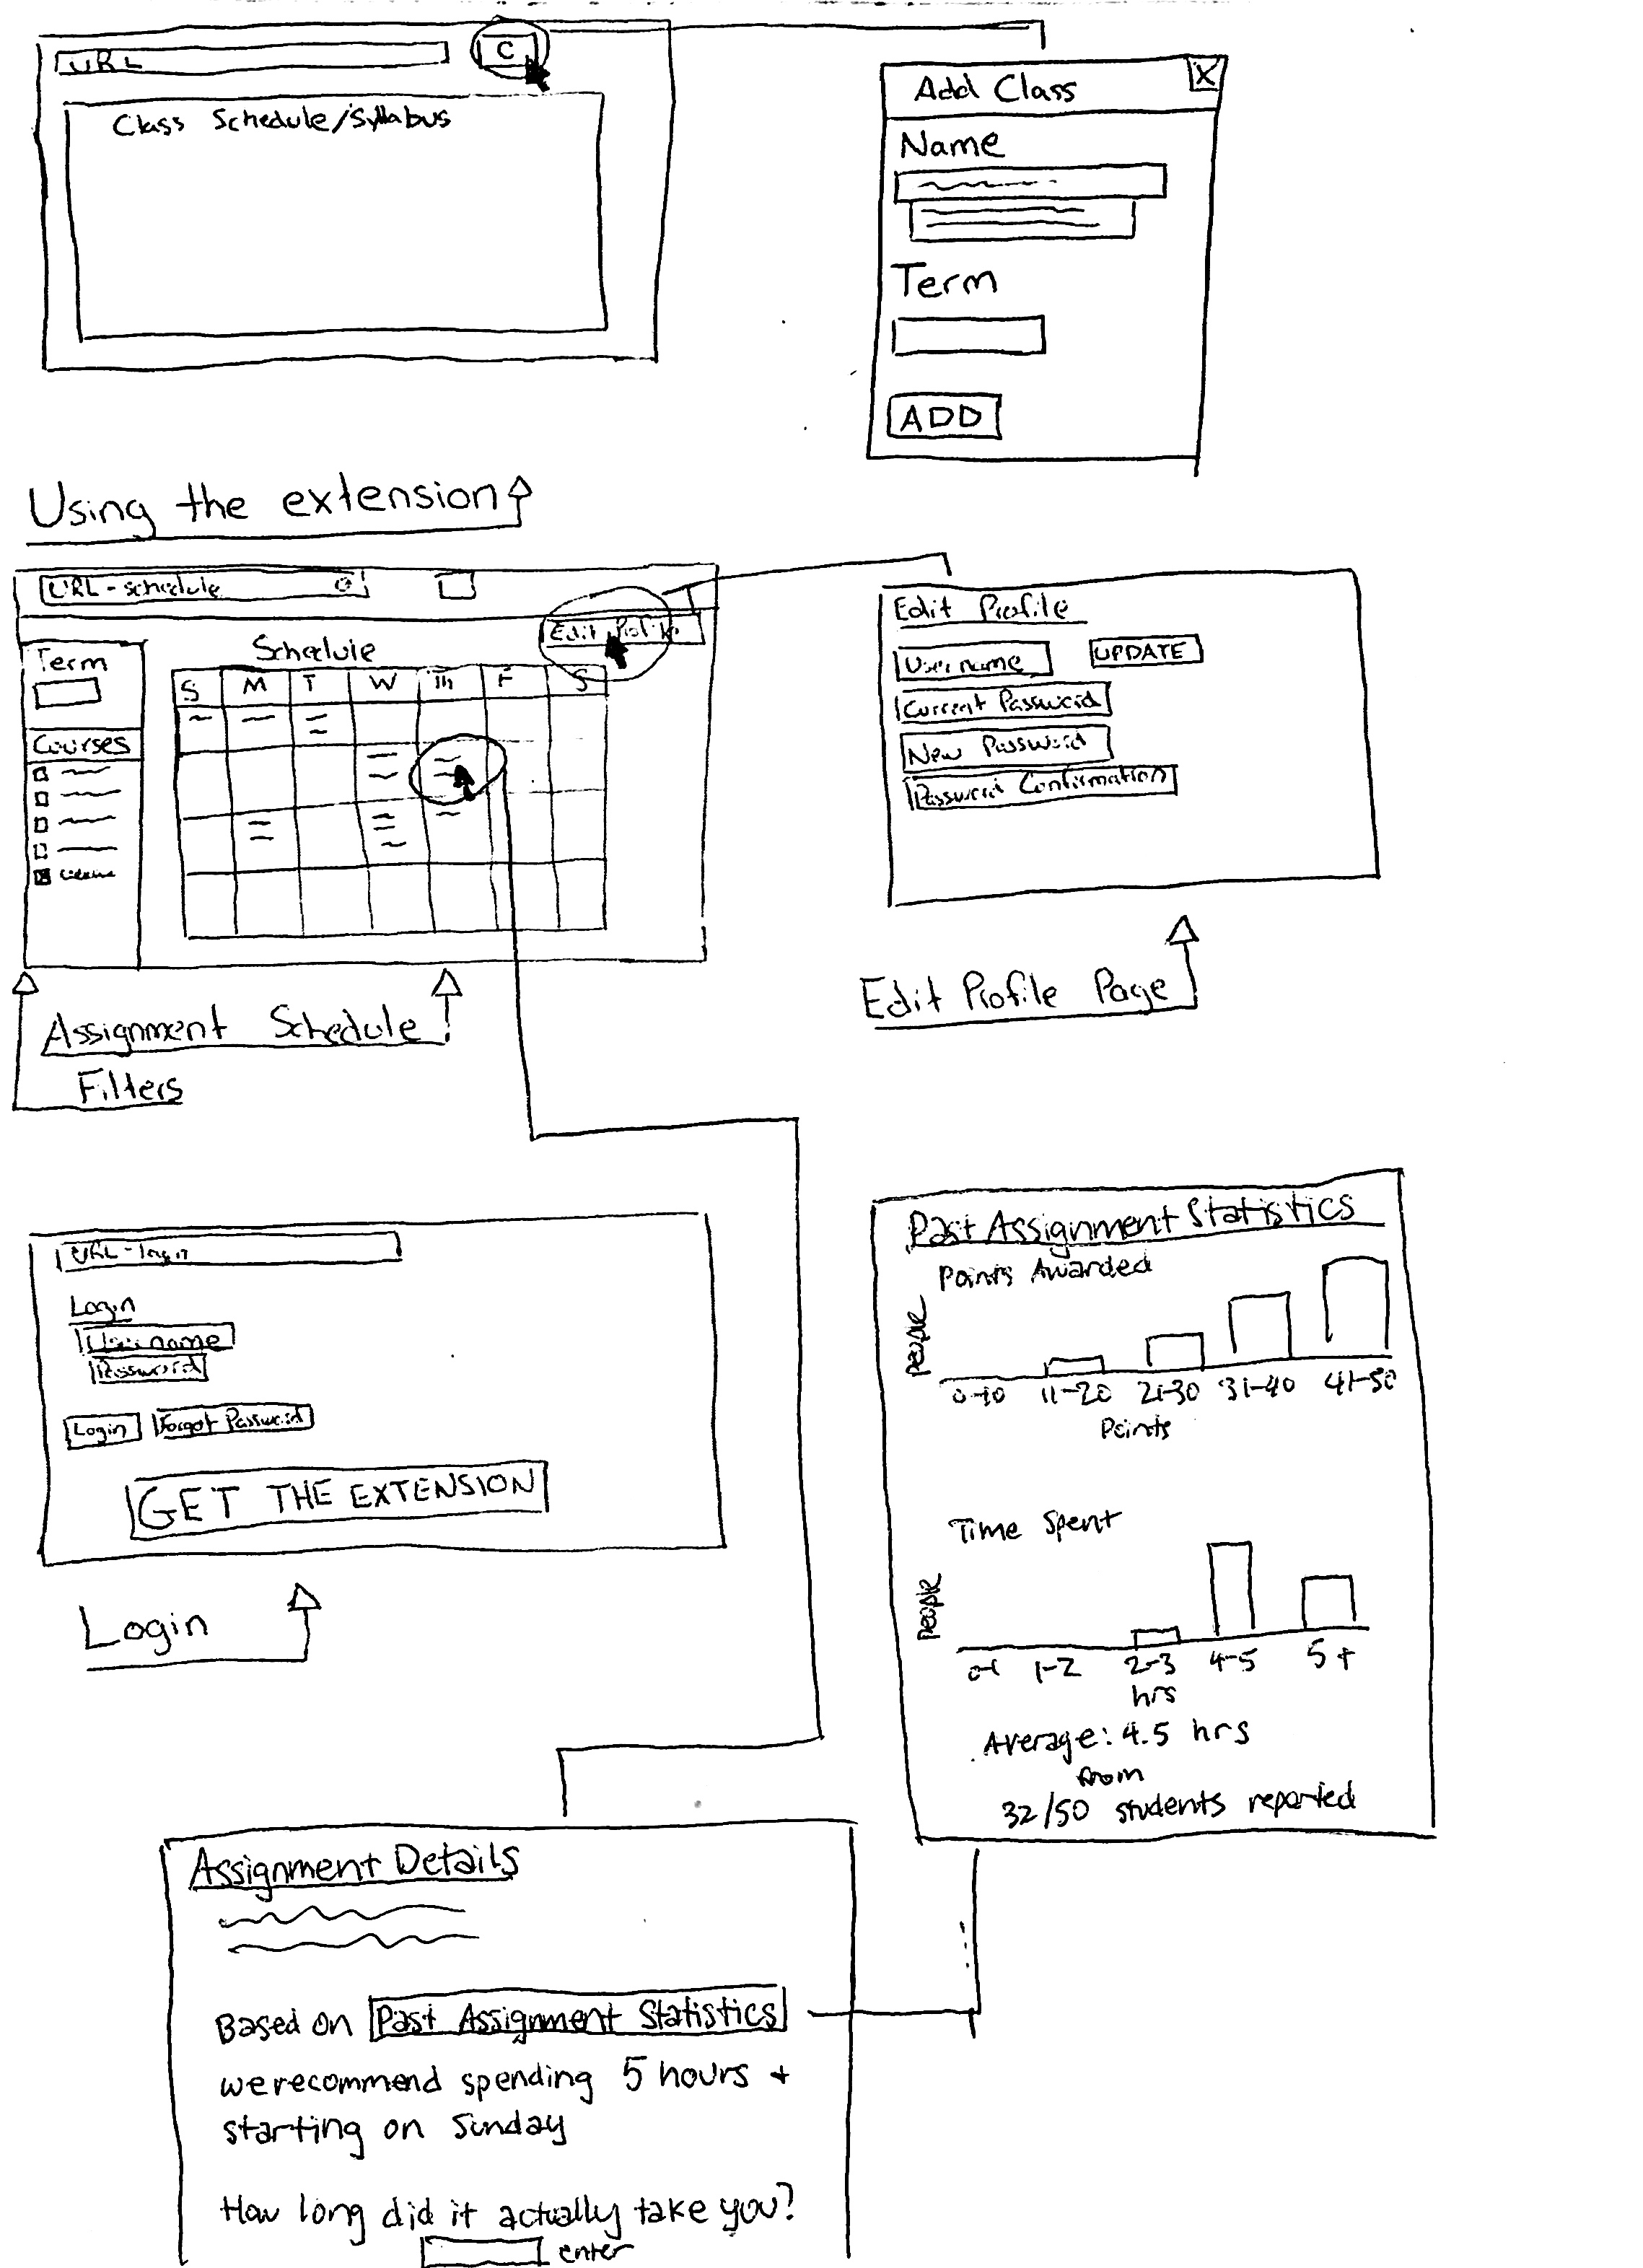 URL
C
Class Schedule/Syllabus
Add Class
X
Name
Term
ADD
Using the extension
URL - schedule
Edit Profile
Term
Courses
Schedule
S M T W Th F S
Assignment Schedule
Filters
Edit Profile
Username
UPDATE
Current Password
New Password
Password Confirmation
Edit Profile Page
URL - login
Login
Username
Password
Login
Forgot Password
GET THE EXTENSION
Login
Past Assignment Statistics
Points Awarded
People
0-10 11-20 21-30 31-40 41-50
Points
Time Spent
People
0-1 1-2 2-3 4-5 5+
hrs
Average: 4.5 hrs
from
32/50 students reported
Assignment Details
Based on Past Assignment Statistics
we recommend spending 5 hours +
starting on Sunday
How long did it actually take you?
enter